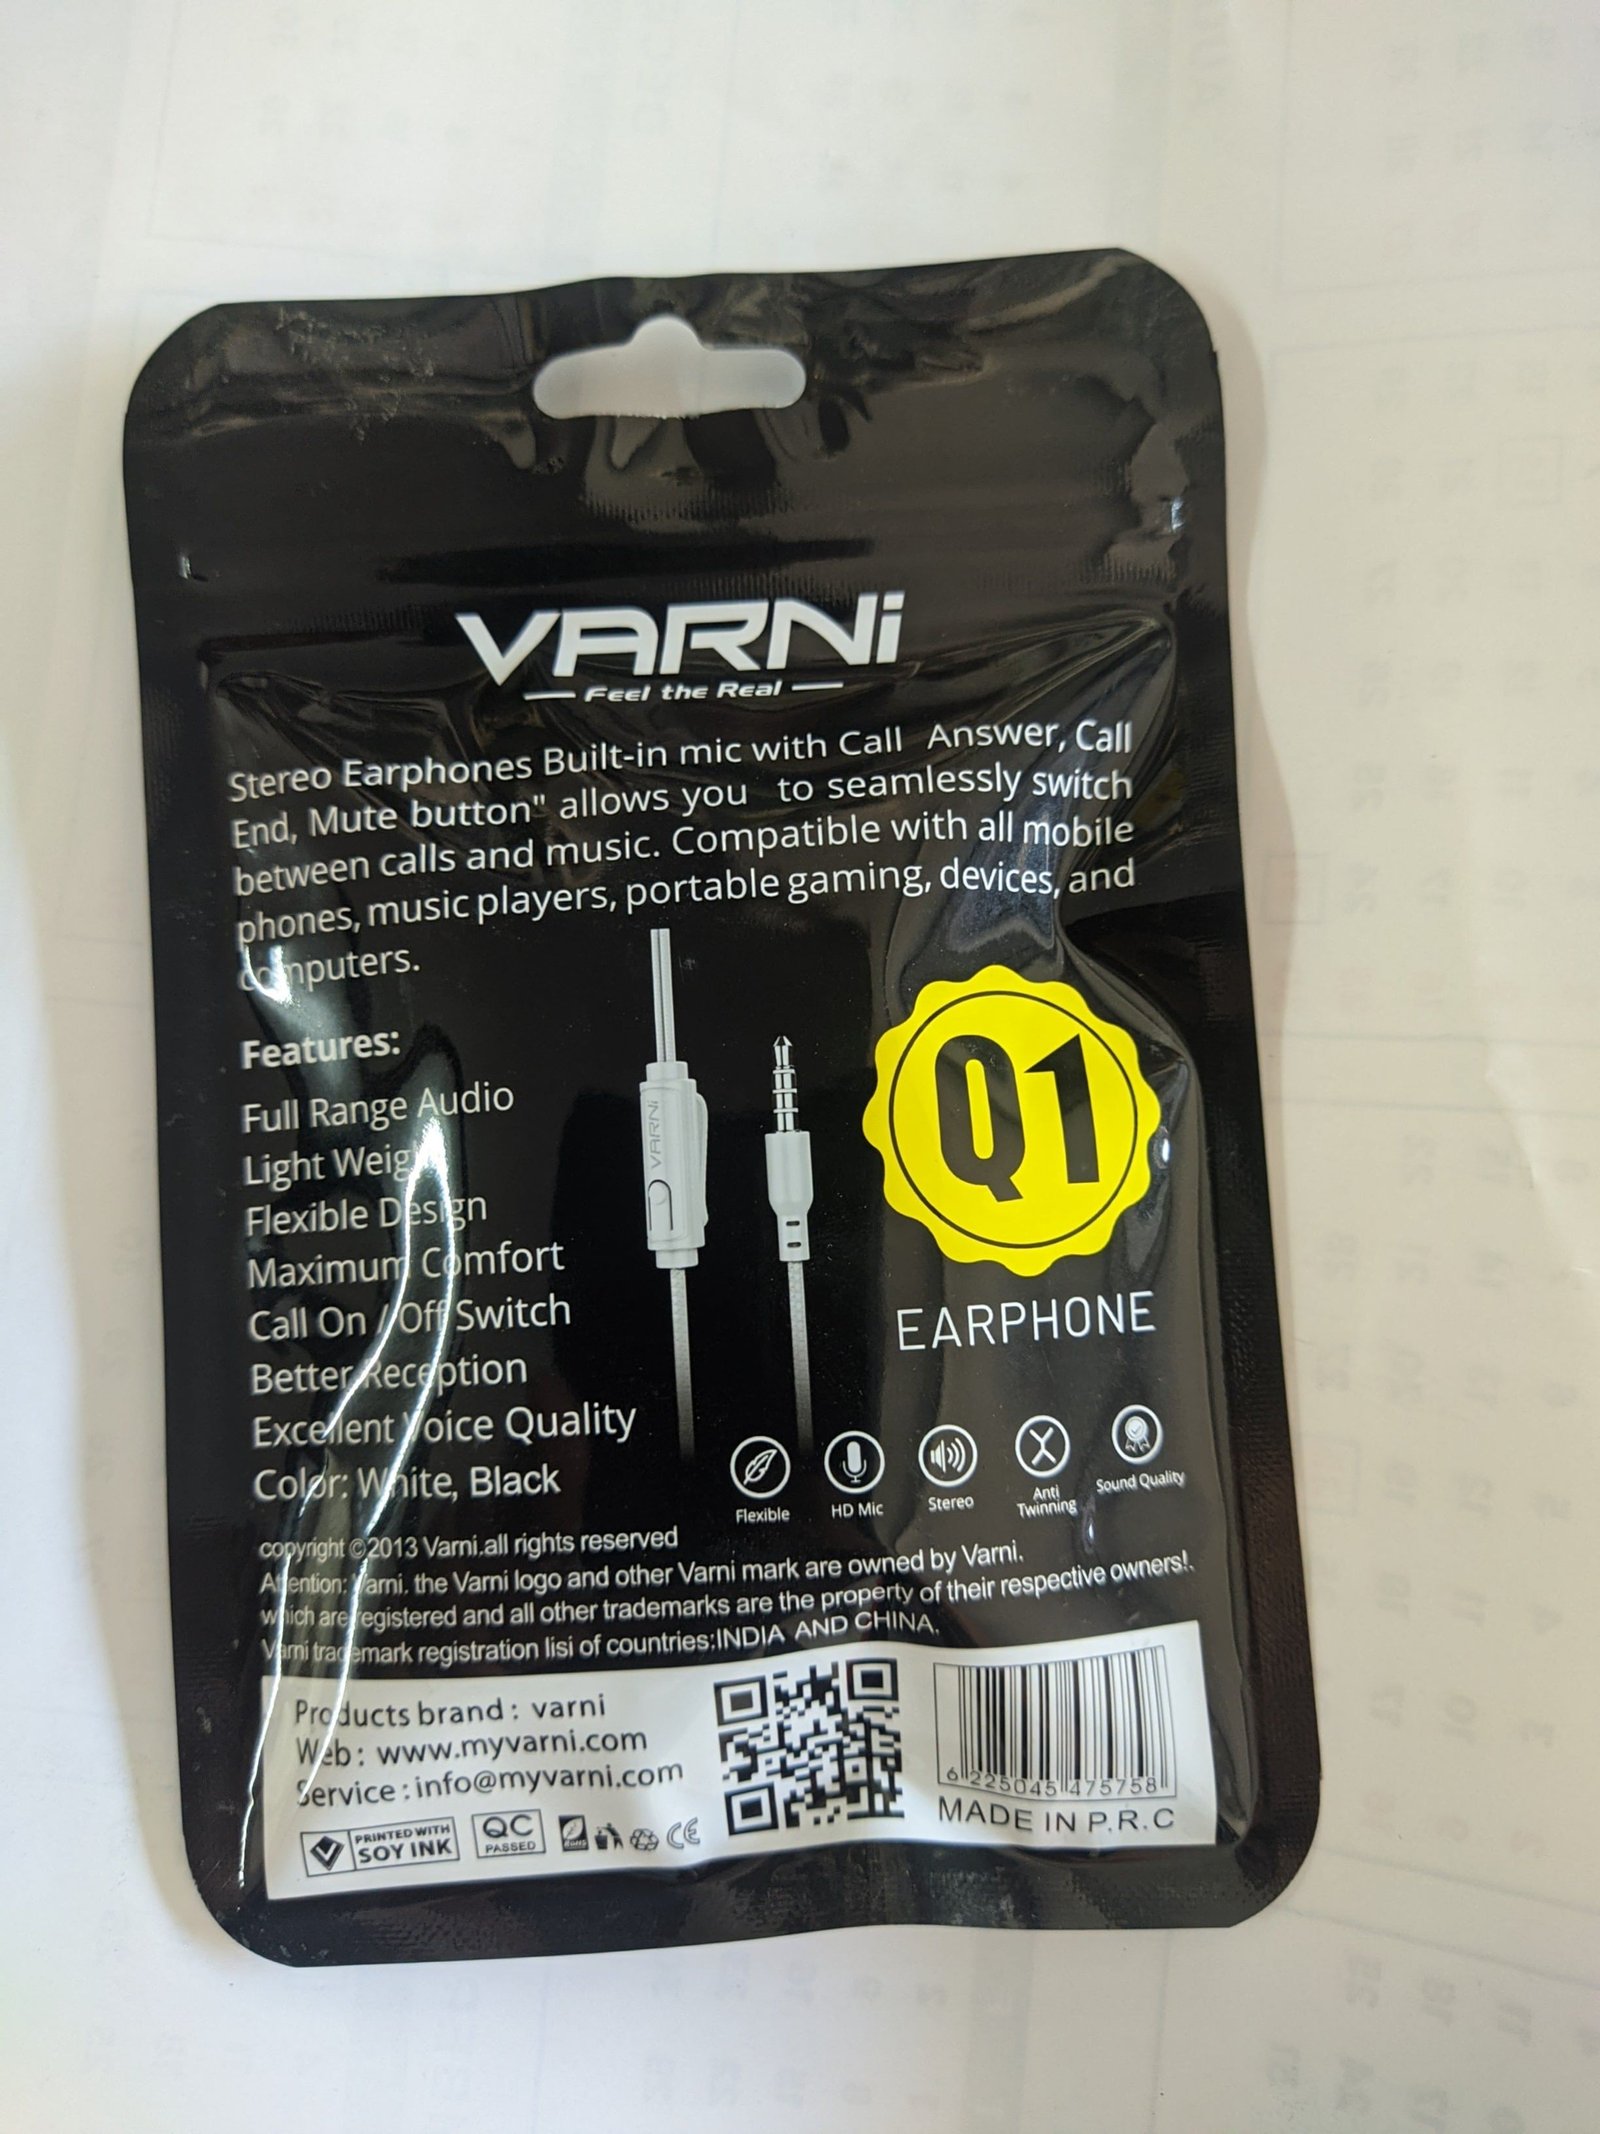 VARNi
Feel the Real
Stereo Earphones Built-in mic with Call Answer, Call
End, Mute button" allows you to seamlessly switch
between calls and music. Compatible with all mobile
phones, music players, portable gaming, devices, and
computers.
Features:
Full Range Audio
Light Weight
Flexible Design
Maximum Comfort
Call On / Off Switch
Better Reception
Excellent Voice Quality
Color: White, Black
VARNi
Q1
EARPHONE
Flexible
HD Mic
Stereo
Anti
Twinning
Sound Quality
copyright ©2013 Varni.all rights reserved
Attention: Varni. the Varni logo and other Varni mark are owned by Varni.
which are registered and all other trademarks are the property of their respective owners!.
Varni trademark registration lisi of countries:INDIA AND CHINA.
Products brand : varni
Web : www.myvarni.com
Service : info@myvarni.com
PRINTED WITH
SOY INK
QC
PASSED
RoHS
CE
6 225045 475758
MADE IN P.R.C